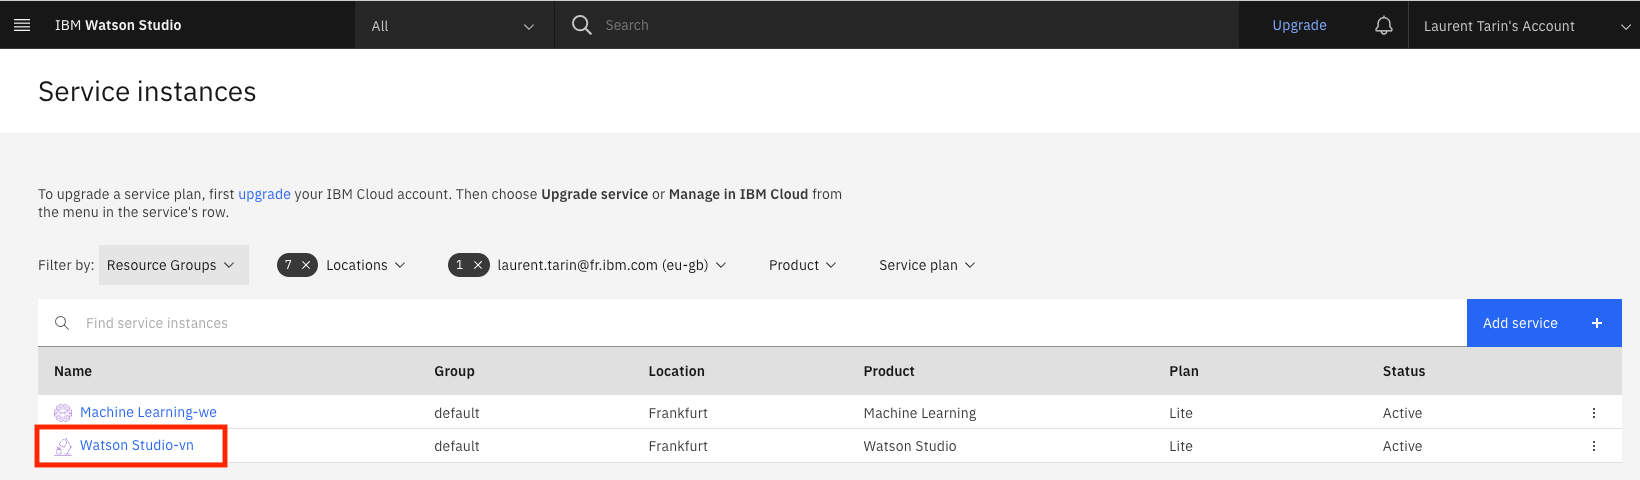 IBM Watson Studio All Search Upgrade Laurent Tarin's Account
Service instances
To upgrade a service plan, first upgrade your IBM Cloud account. Then choose Upgrade service or Manage in IBM Cloud from
the menu in the service's row.
Filter by: Resource Groups 7 × Locations 1 × laurent.tarin@fr.ibm.com (eu-gb) Product Service plan
Find service instances Add service +
Name Group Location Product Plan Status
Machine Learning-we default Frankfurt Machine Learning Lite Active
Watson Studio-vn default Frankfurt Watson Studio Lite Active